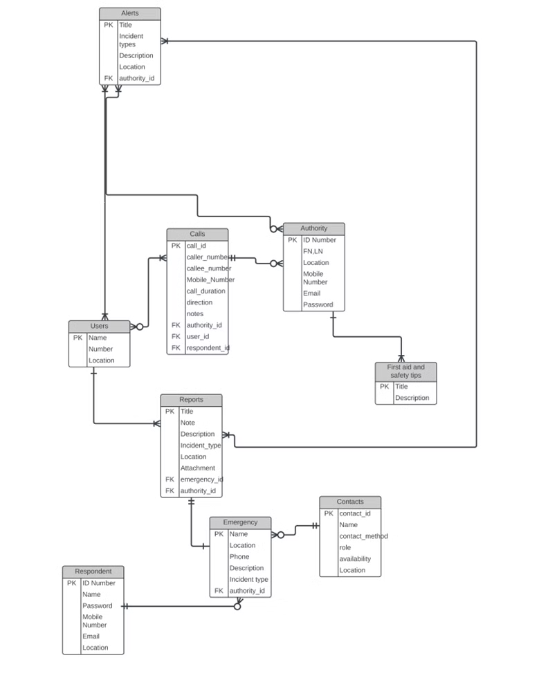 Alerts
PK Title
Incident
types
Description
Location
FK authority_id
Authority
PK ID Number
FN,LN
Location
Mobile
Number
Email
Password
Calls
PK call_id
caller_number
callee_number
Mobile_Number
call_duration
direction
notes
FK authority_id
FK user_id
FK respondent_id
Users
PK Name
Number
Location
First aid and
safety tips
PK Title
Description
Reports
PK Title
Note
Description
Incident_type
Location
Attachment
FK emergency_id
FK authority_id
Contacts
PK contact_id
Name
contact_method
role
availability
Location
Emergency
PK Name
Location
Phone
Description
Incident type
FK authority_id
Respondent
PK ID Number
Name
Password
Mobile
Number
Email
Location